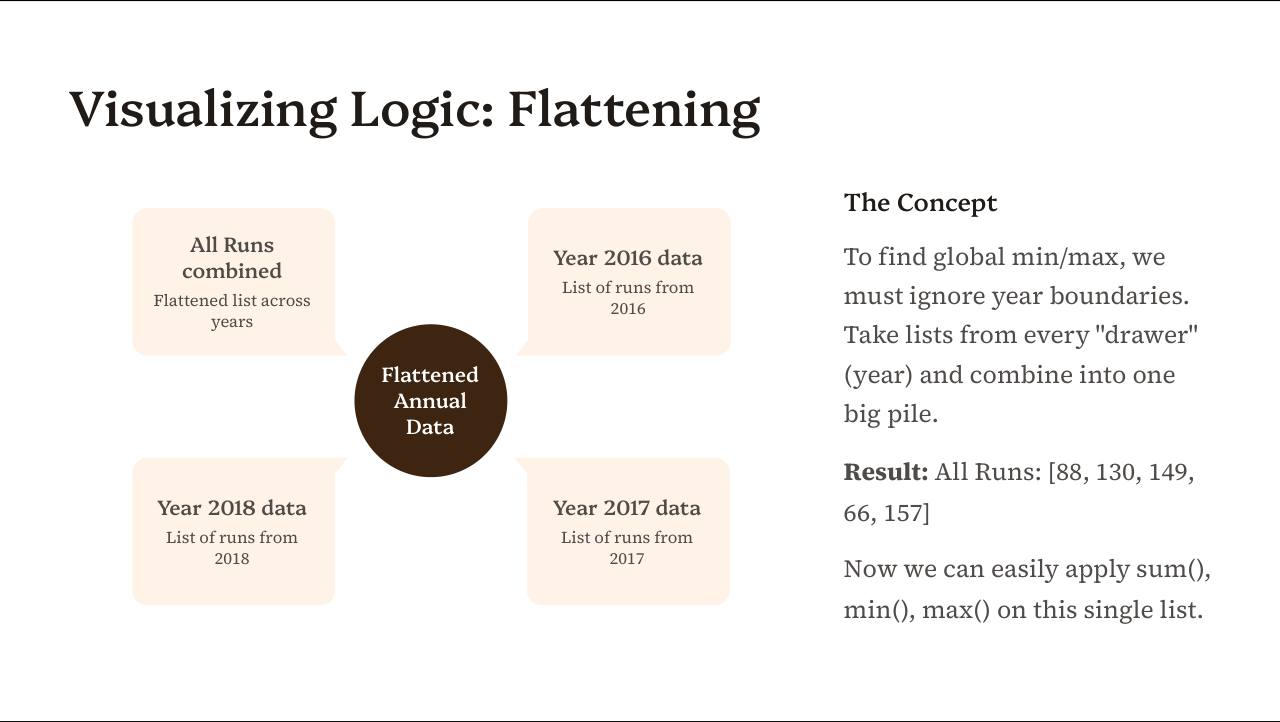 Visualizing Logic: Flattening
All Runs
combined
Flattened list across
years
Year 2016 data
List of runs from
2016
Flattened
Annual
Data
Year 2018 data
List of runs from
2018
Year 2017 data
List of runs from
2017
The Concept
To find global min/max, we
must ignore year boundaries.
Take lists from every "drawer"
(year) and combine into one
big pile.
Result: All Runs: [88, 130, 149,
66, 157]
Now we can easily apply sum(),
min(), max() on this single list.